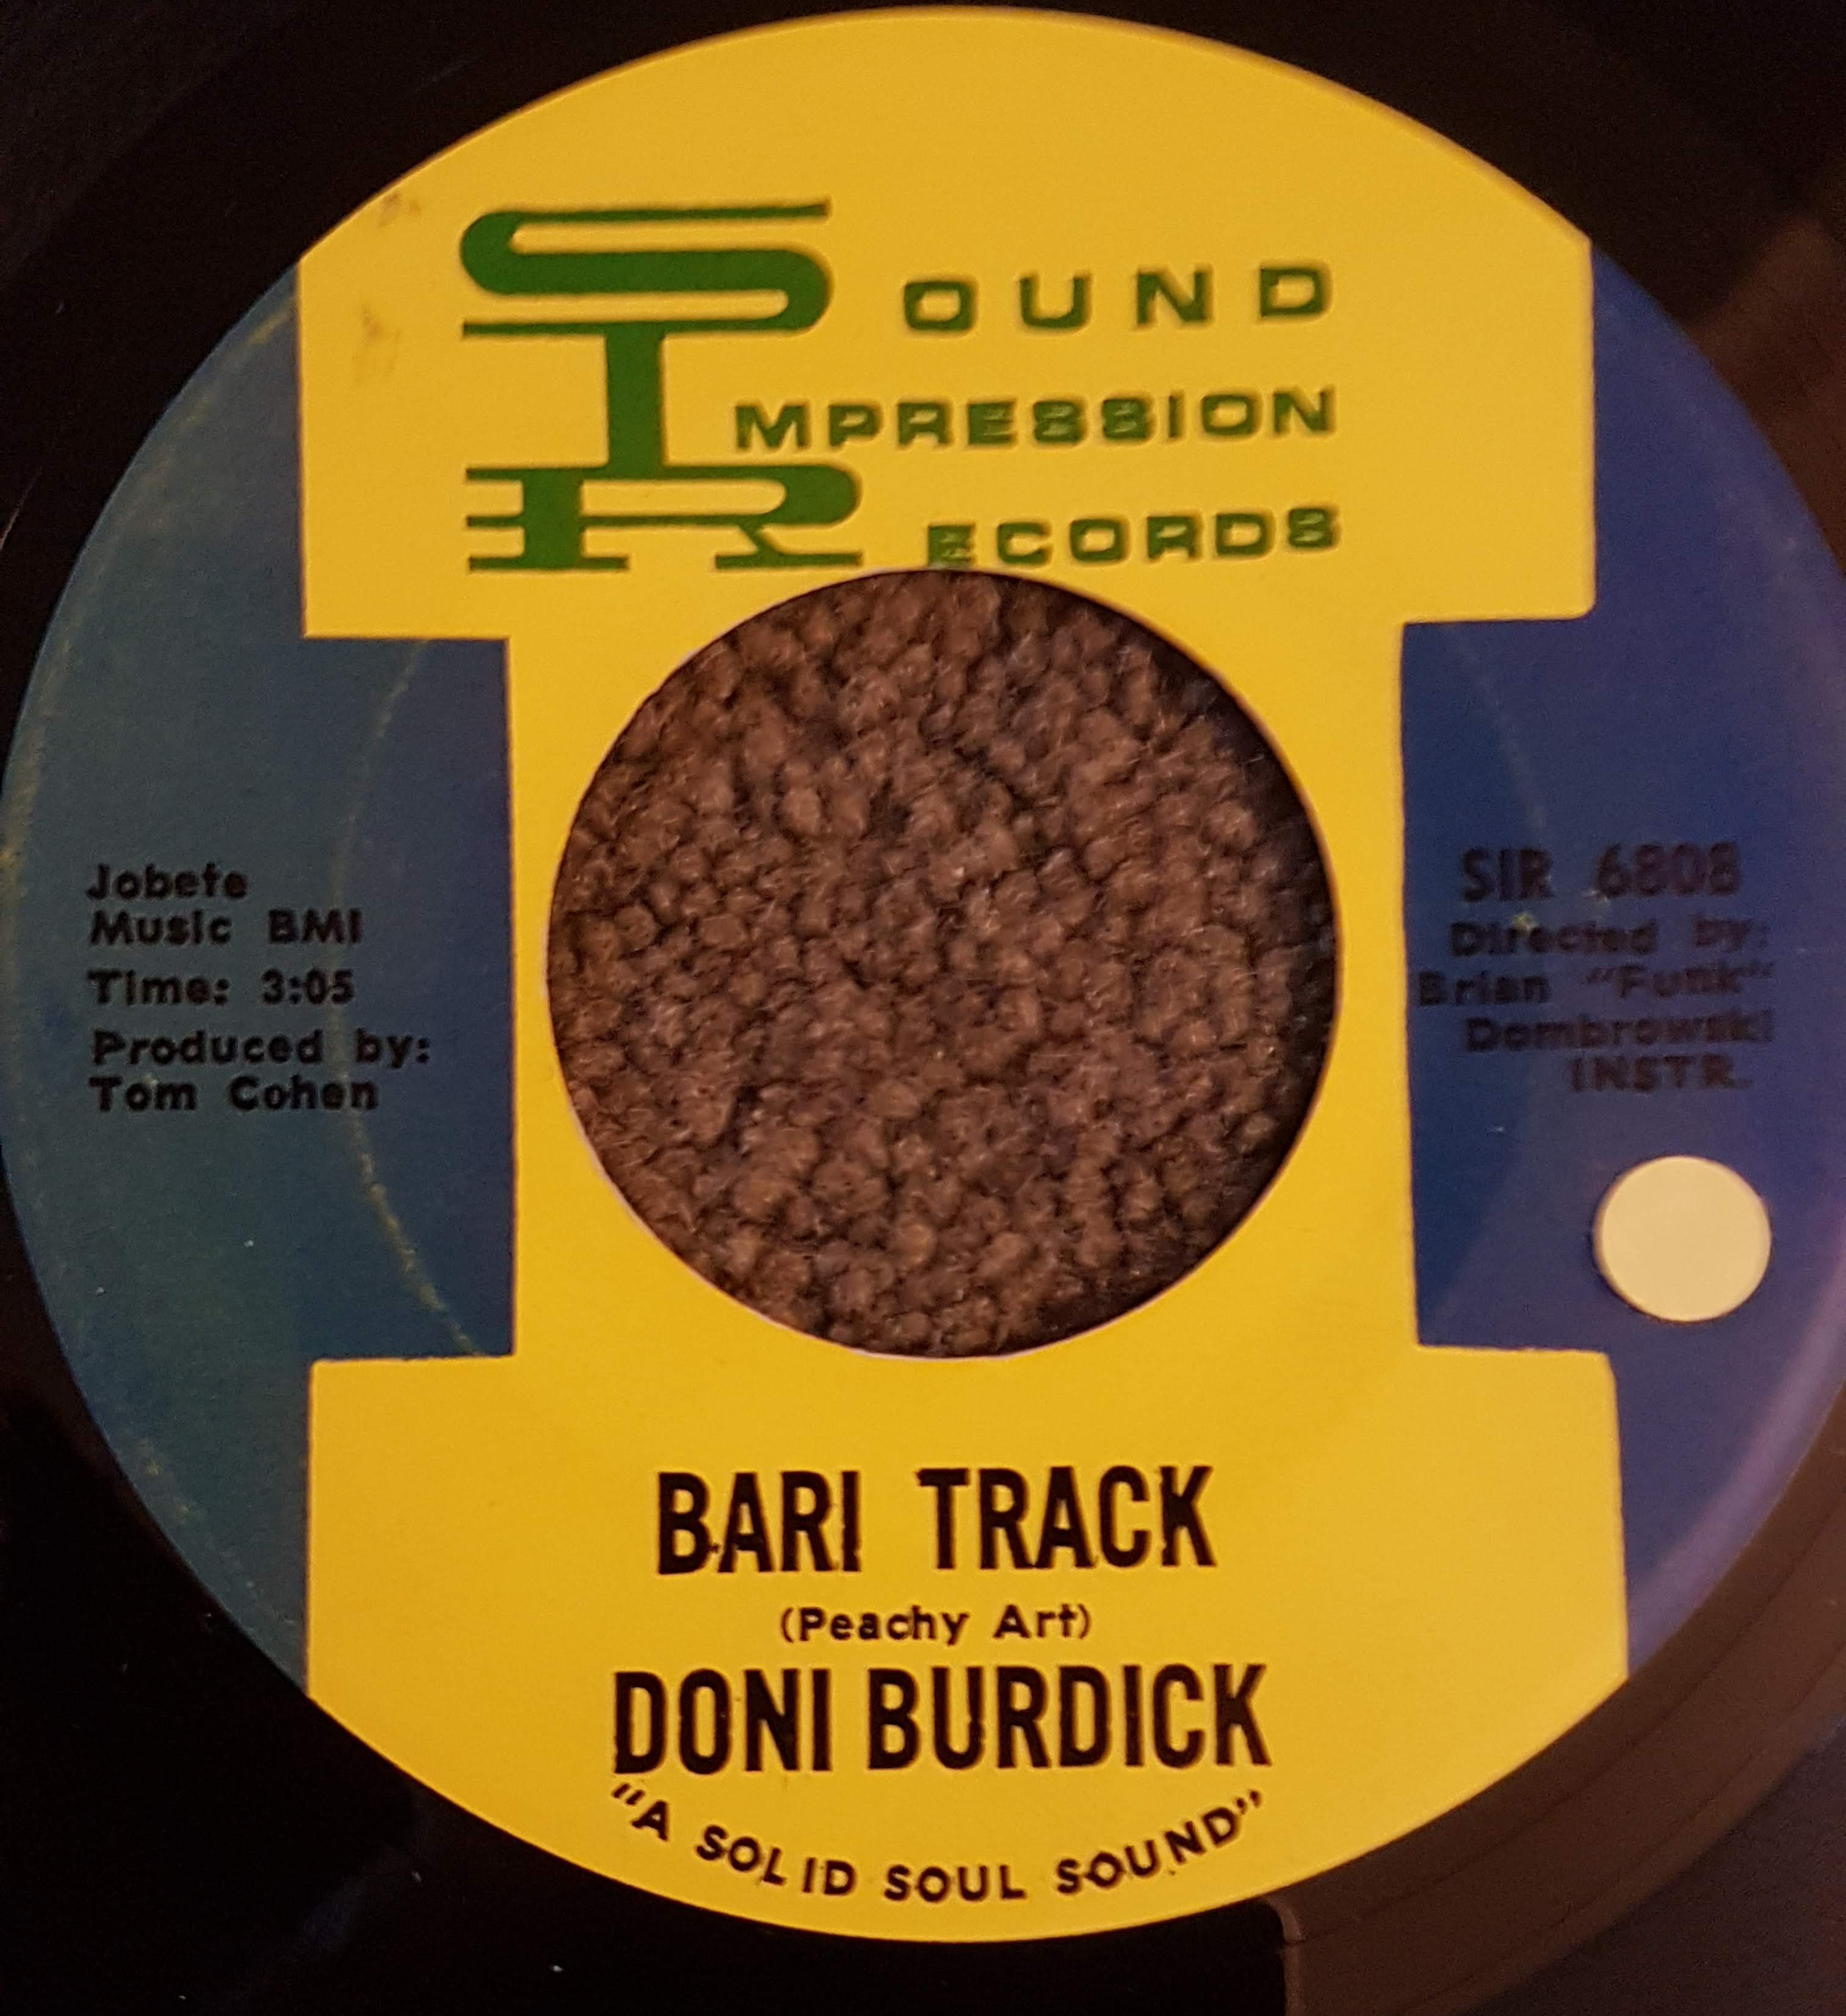 SOUND
IMPRESSION
RECORDS
Jobete
Music BMI
Time: 3:05
Produced by:
Tom Cohen
SIR 6808
Directed by:
Brian "Funk"
Dombrowski
INSTR.
BARI TRACK
(Peachy Art)
DONI BURDICK
"A SOLID SOUL SOUND"